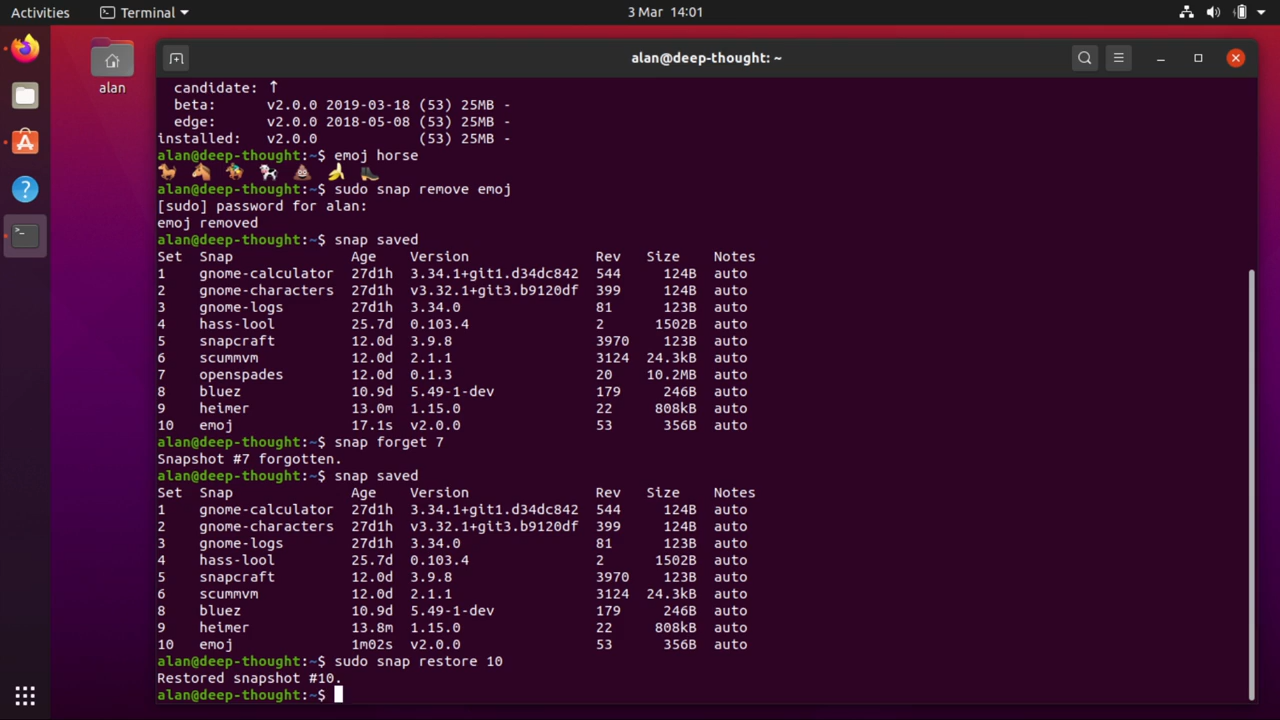 Activities
Terminal
3 Mar 14:01
alan@deep-thought: ~
alan
candidate: ↑
beta: v2.0.0 2019-03-18 (53) 25MB -
edge: v2.0.0 2018-05-08 (53) 25MB -
installed: v2.0.0 (53) 25MB -
alan@deep-thought:~$ emoj horse
alan@deep-thought:~$ sudo snap remove emoj
[sudo] password for alan:
emoj removed
alan@deep-thought:~$ snap saved
Set Snap Age Version Rev Size Notes
1 gnome-calculator 27d1h 3.34.1+git1.d34dc842 544 124B auto
2 gnome-characters 27d1h v3.32.1+git3.b9120df 399 124B auto
3 gnome-logs 27d1h 3.34.0 81 123B auto
4 hass-lool 25.7d 0.103.4 2 1502B auto
5 snapcraft 12.0d 3.9.8 3970 123B auto
6 scummvm 12.0d 2.1.1 3124 24.3kB auto
7 openspades 12.0d 0.1.3 20 10.2MB auto
8 bluez 10.9d 5.49-1-dev 179 246B auto
9 heimer 13.0m 1.15.0 22 808kB auto
10 emoj 17.1s v2.0.0 53 356B auto
alan@deep-thought:~$ snap forget 7
Snapshot #7 forgotten.
alan@deep-thought:~$ snap saved
Set Snap Age Version Rev Size Notes
1 gnome-calculator 27d1h 3.34.1+git1.d34dc842 544 124B auto
2 gnome-characters 27d1h v3.32.1+git3.b9120df 399 124B auto
3 gnome-logs 27d1h 3.34.0 81 123B auto
4 hass-lool 25.7d 0.103.4 2 1502B auto
5 snapcraft 12.0d 3.9.8 3970 123B auto
6 scummvm 12.0d 2.1.1 3124 24.3kB auto
8 bluez 10.9d 5.49-1-dev 179 246B auto
9 heimer 13.8m 1.15.0 22 808kB auto
10 emoj 1m02s v2.0.0 53 356B auto
alan@deep-thought:~$ sudo snap restore 10
Restored snapshot #10.
alan@deep-thought:~$